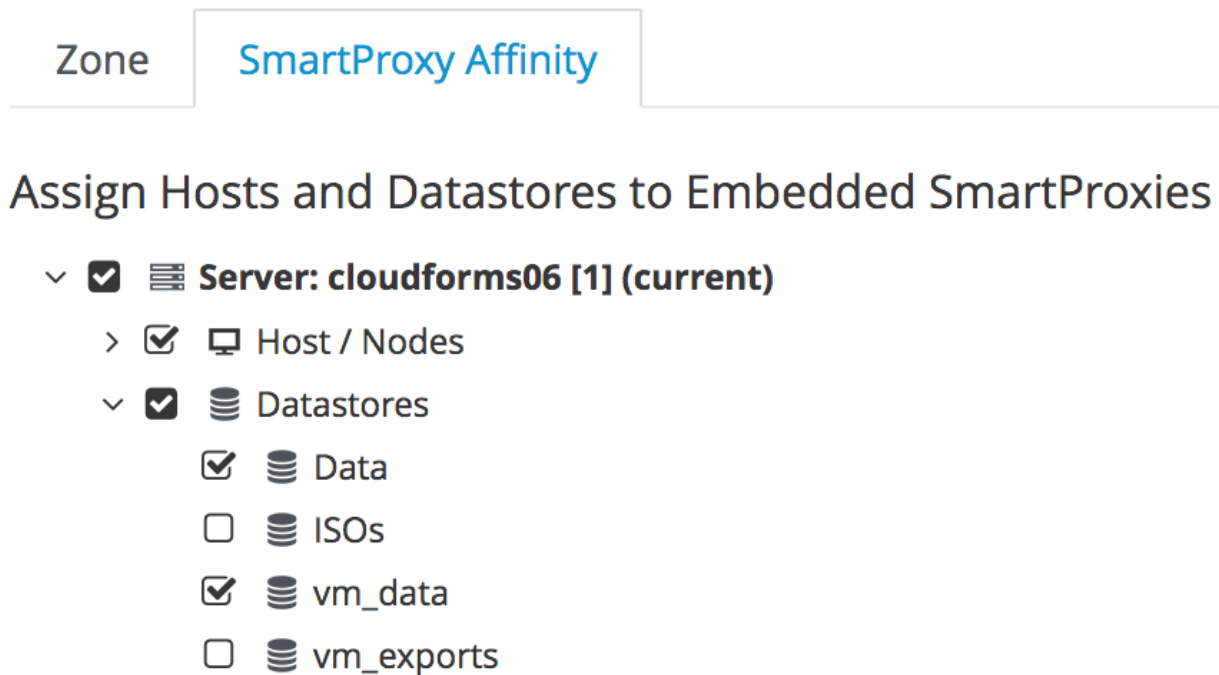 Zone SmartProxy Affinity
Assign Hosts and Datastores to Embedded SmartProxies
Server: cloudforms06 [1] (current)
Host / Nodes
Datastores
Data
ISOs
vm_data
vm_exports